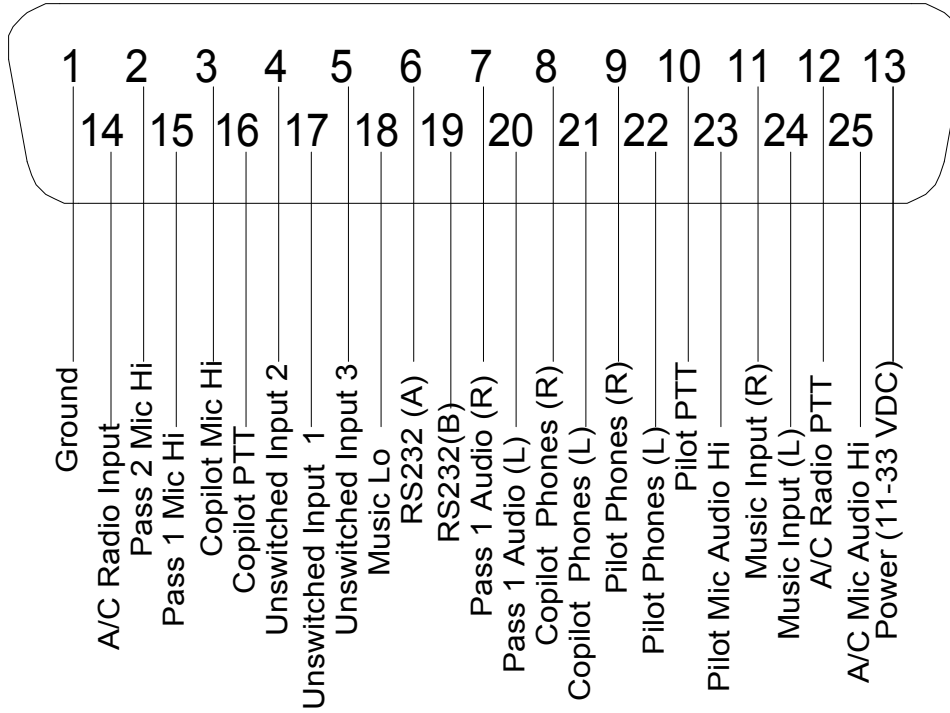 1 2 3 4 5 6 7 8 9 10 11 12 13
14 15 16 17 18 19 20 21 22 23 24 25
Ground
A/C Radio Input
Pass 2 Mic Hi
Pass 1 Mic Hi
Copilot Mic Hi
Copilot PTT
Unswitched Input 2
Unswitched Input 1
Unswitched Input 3
Music Lo
RS232 (A)
RS232(B)
Pass 1 Audio (R)
Pass 1 Audio (L)
Copilot Phones (R)
Copilot Phones (L)
Pilot Phones (R)
Pilot Phones (L)
Pilot PTT
Pilot Mic Audio Hi
Music Input (R)
Music Input (L)
A/C Radio PTT
A/C Mic Audio Hi
Power (11-33 VDC)